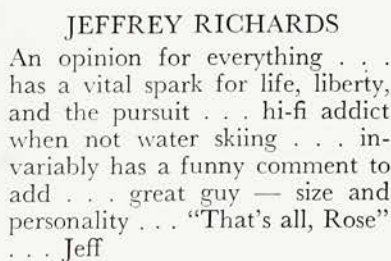 JEFFREY RICHARDS
An opinion for everything . . .
has a vital spark for life, liberty,
and the pursuit . . . hi-fi addict
when not water skiing . . . in-
variably has a funny comment to
add . . . great guy — size and
personality . . . “That’s all, Rose”
. . . Jeff